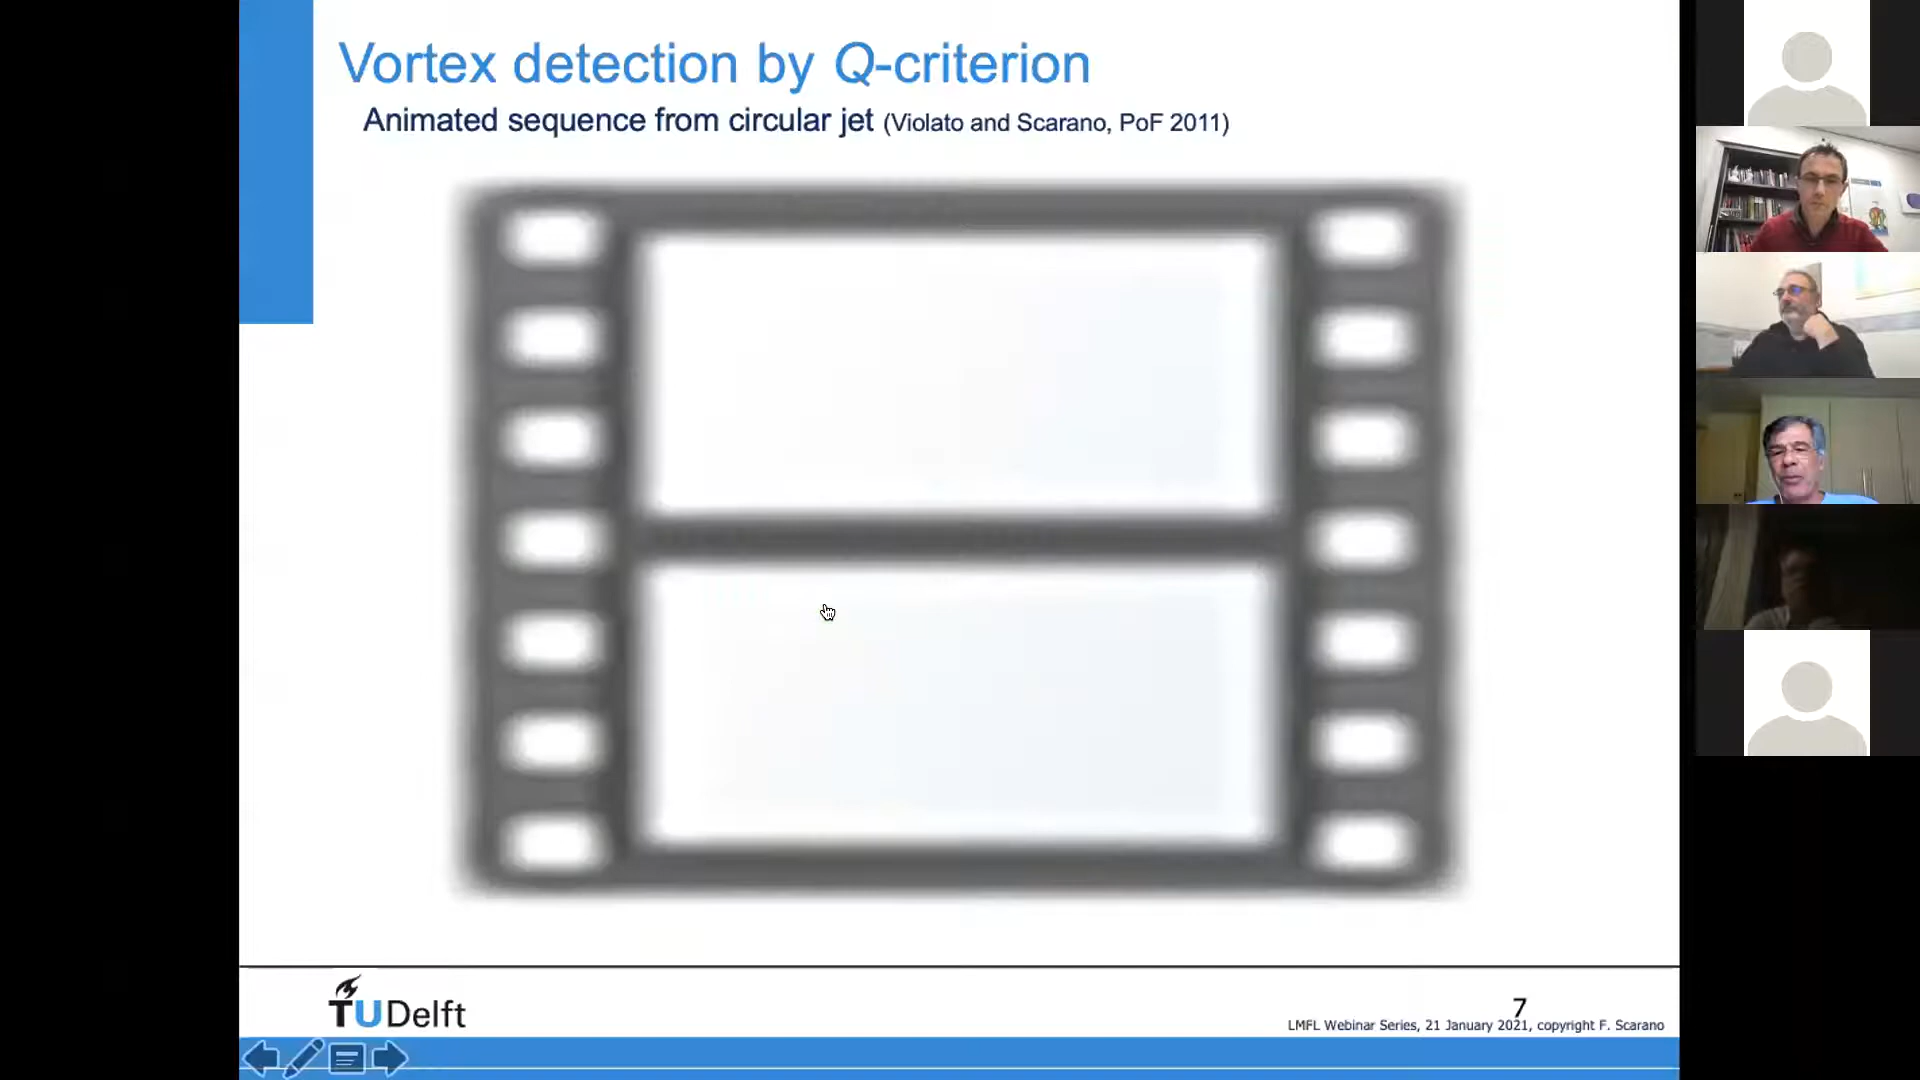 Vortex detection by Q-criterion
Animated sequence from circular jet (Violato and Scarano, PoF 2011)
TUDelft
7
LMFL Webinar Series, 21 January 2021, copyright F. Scarano